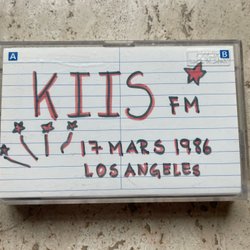 A B
KIIS FM
17 MARS 1986
LOS ANGELES